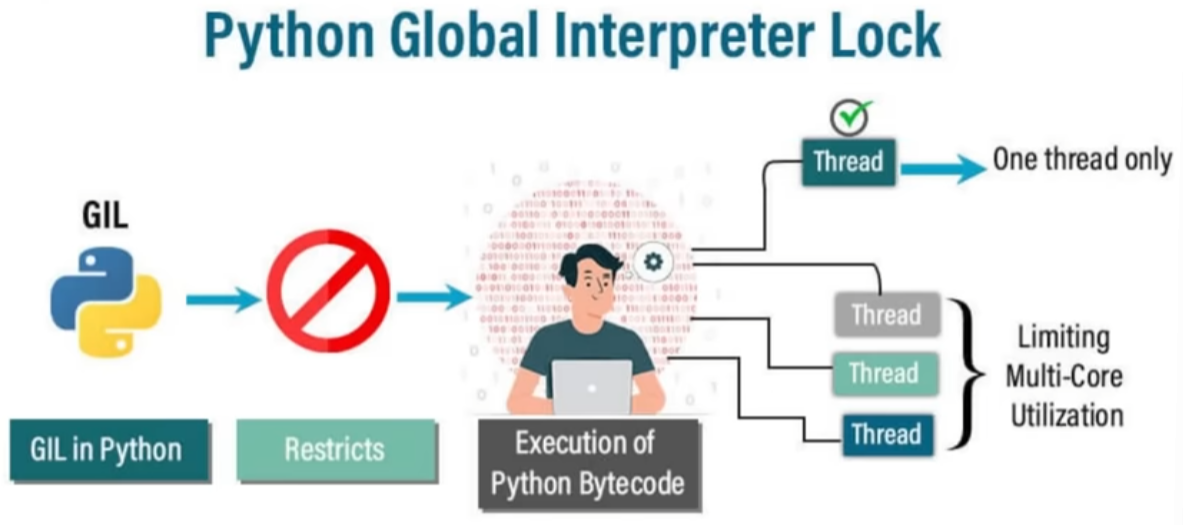 Python Global Interpreter Lock
GIL
Thread
One thread only
Thread
Thread
Thread
Limiting
Multi-Core
Utilization
GIL in Python
Restricts
Execution of
Python Bytecode